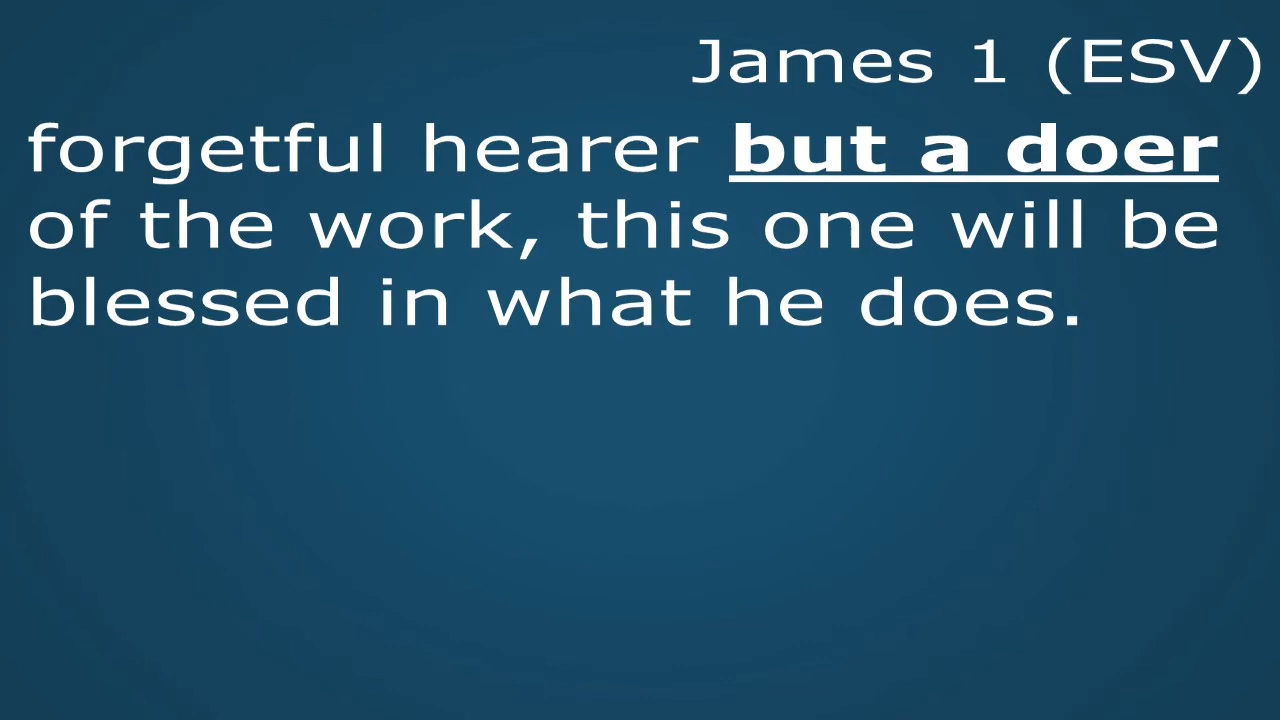 James 1 (ESV)
forgetful hearer but a doer
of the work, this one will be
blessed in what he does.